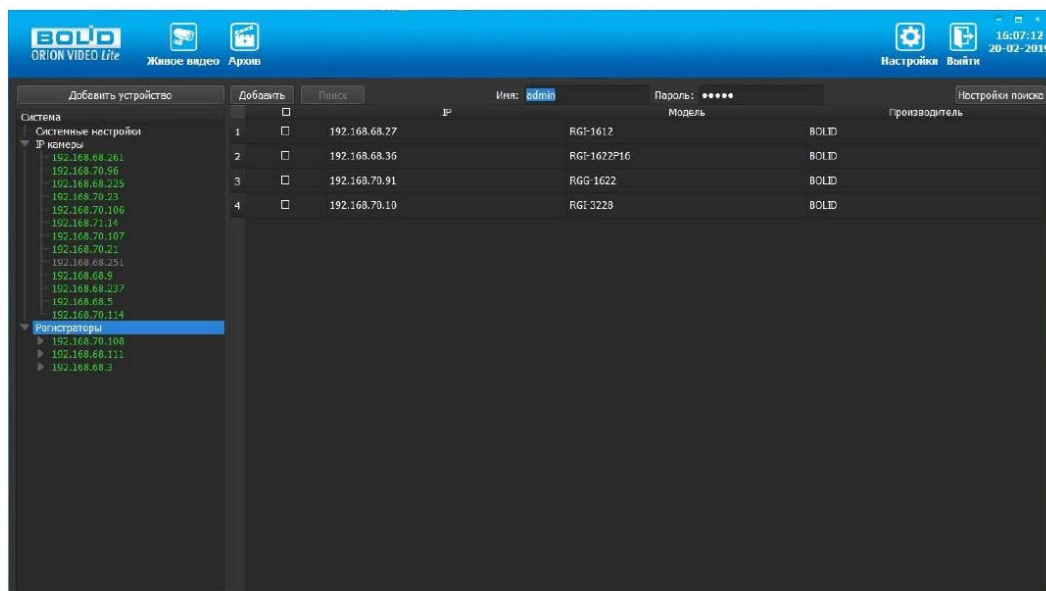 BOLID
ORION VIDEO Lite
Живое видео
Архив
Настройки
Выйти
16:07:12
20-02-2019
Добавить устройство
Добавить
Поиск
Имя: admin
Пароль: •••••
Настройки поиска
Система
Системные настройки
IP камеры
192.168.68.261
192.168.70.96
192.168.68.225
192.168.70.23
192.168.70.106
192.168.71.14
192.168.70.107
192.168.70.21
192.168.68.251
192.168.68.9
192.168.68.237
192.168.68.5
192.168.70.114
Регистраторы
192.168.70.108
192.168.68.111
192.168.68.3
IP Модель Производитель
1 192.168.68.27 RGI-1612 BOLID
2 192.168.68.36 RGI-1622P16 BOLID
3 192.168.70.91 RGG-1622 BOLID
4 192.168.70.10 RGI-3228 BOLID